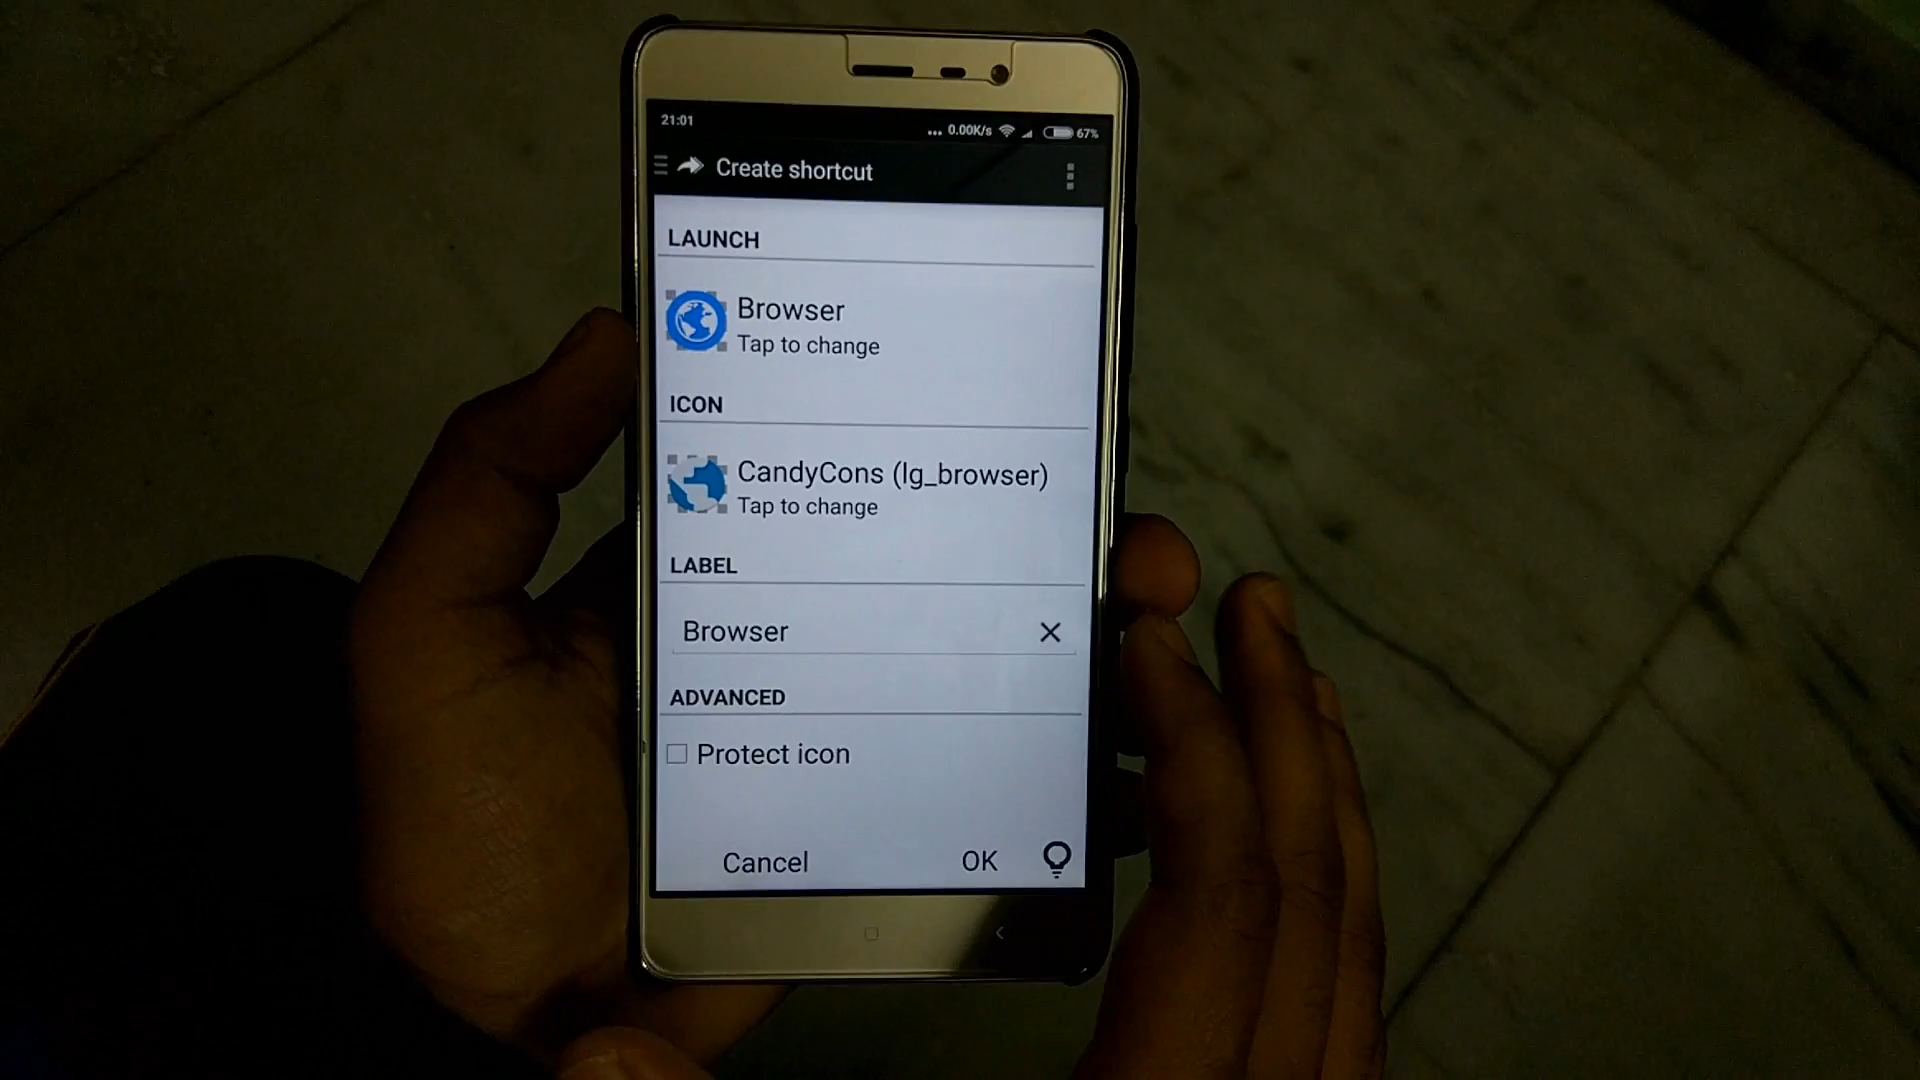 21:01
... 0.00K/s 67%
Create shortcut
LAUNCH
Browser
Tap to change
ICON
CandyCons (lg_browser)
Tap to change
LABEL
Browser
ADVANCED
Protect icon
Cancel OK